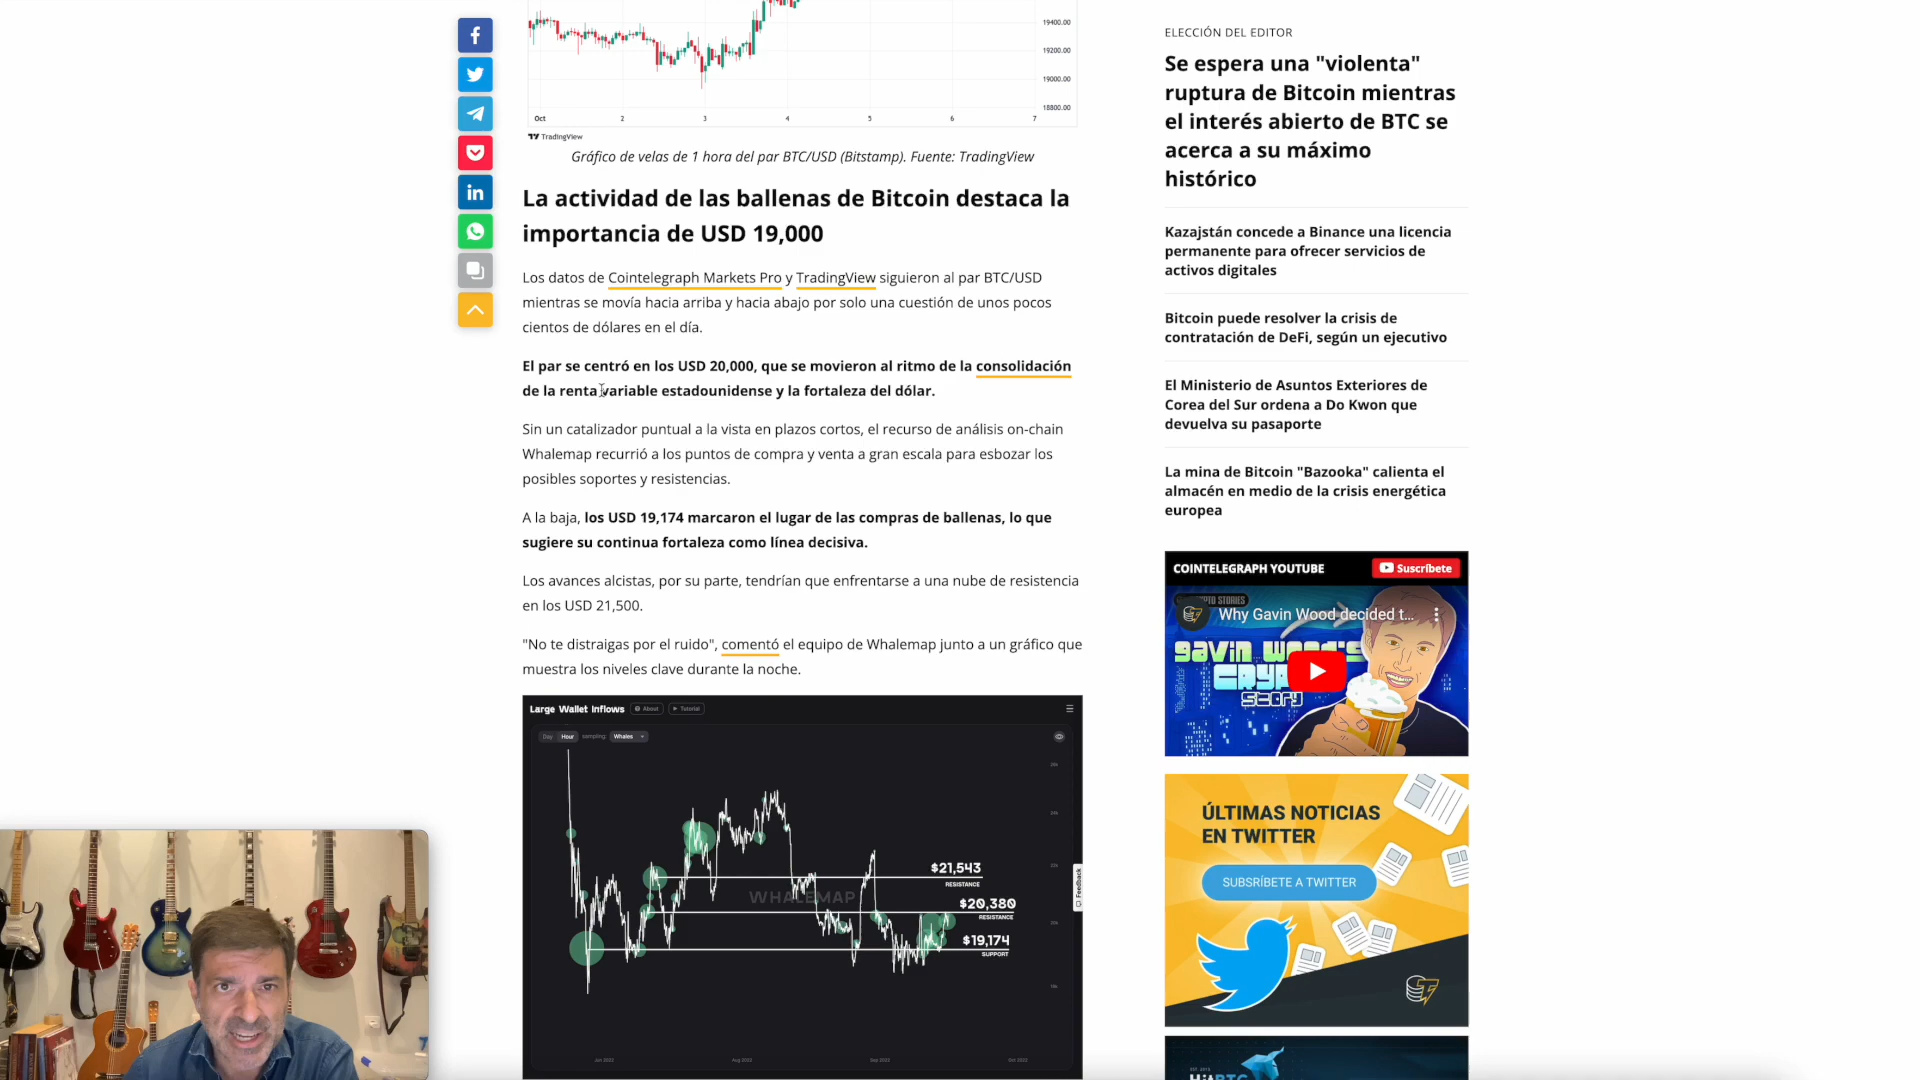 19400.00
19200.00
19000.00
18800.00
Oct 2 3 4 5 6 7
TradingView
Gráfico de velas de 1 hora del par BTC/USD (Bitstamp). Fuente: TradingView
La actividad de las ballenas de Bitcoin destaca la
importancia de USD 19,000
Los datos de Cointelegraph Markets Pro y TradingView siguieron al par BTC/USD
mientras se movía hacia arriba y hacia abajo por solo una cuestión de unos pocos
cientos de dólares en el día.
El par se centró en los USD 20,000, que se movieron al ritmo de la consolidación
de la renta variable estadounidense y la fortaleza del dólar.
Sin un catalizador puntual a la vista en plazos cortos, el recurso de análisis on-chain
Whalemap recurrió a los puntos de compra y venta a gran escala para esbozar los
posibles soportes y resistencias.
A la baja, los USD 19,174 marcaron el lugar de las compras de ballenas, lo que
sugiere su continua fortaleza como línea decisiva.
Los avances alcistas, por su parte, tendrían que enfrentarse a una nube de resistencia
en los USD 21,500.
"No te distraigas por el ruido", comentó el equipo de Whalemap junto a un gráfico que
muestra los niveles clave durante la noche.
Large Wallet Inflows About Tutorial
Day Hour sampling: Whales
$21,543
RESISTANCE
WHALEMAP
$20,380
RESISTANCE
$19,174
SUPPORT
Feedback
Jun 2022 Aug 2022 Sep 2022 Oct 2022
ELECCIÓN DEL EDITOR
Se espera una "violenta"
ruptura de Bitcoin mientras
el interés abierto de BTC se
acerca a su máximo
histórico
Kazajstán concede a Binance una licencia
permanente para ofrecer servicios de
activos digitales
Bitcoin puede resolver la crisis de
contratación de DeFi, según un ejecutivo
El Ministerio de Asuntos Exteriores de
Corea del Sur ordena a Do Kwon que
devuelva su pasaporte
La mina de Bitcoin "Bazooka" calienta el
almacén en medio de la crisis energética
europea
COINTELEGRAPH YOUTUBE Suscríbete
Why Gavin Wood decided t...
gavin wood's
crypto
story
ÚLTIMAS NOTICIAS
EN TWITTER
SUBSRÍBETE A TWITTER